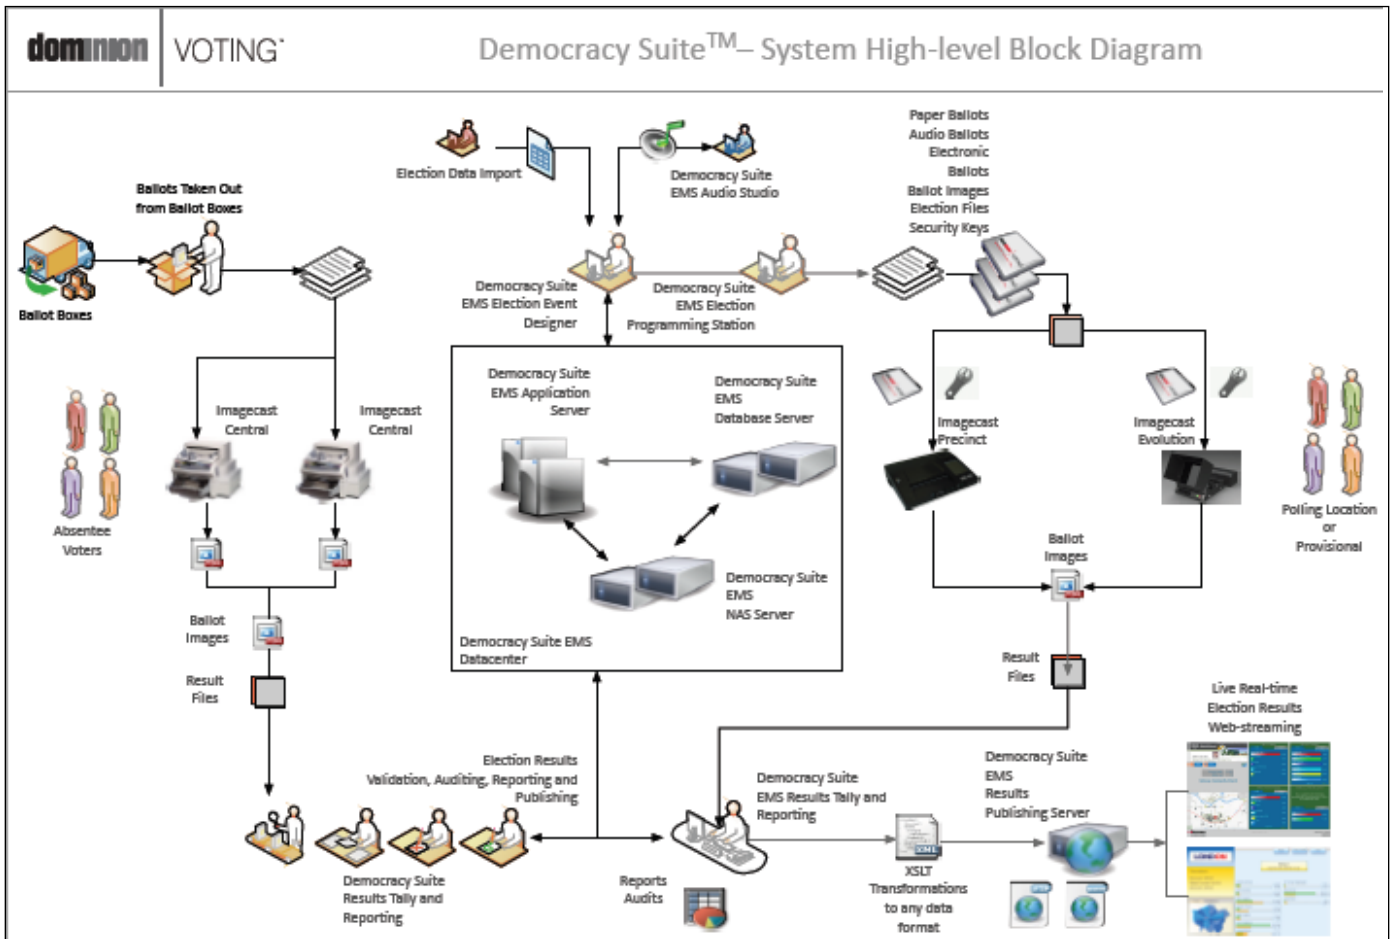 dominion VOTING™
Democracy Suite™– System High-level Block Diagram
Paper Ballots
Audio Ballots
Electronic
Ballots
Ballot Images
Election Files
Security Keys
Election Data Import
Democracy Suite
EMS Audio Studio
Ballots Taken Out
from Ballot Boxes
Ballot Boxes
Democracy Suite
EMS Election Event
Designer
Democracy Suite
EMS Election
Programming Station
Democracy Suite
EMS Application
Server
Democracy Suite
EMS
Database Server
Democracy Suite
EMS
NAS Server
Democracy Suite EMS
Datacenter
Imagecast
Central
Imagecast
Central
Absentee
Voters
Ballot
Images
Result
Files
Imagecast
Precinct
Imagecast
Evolution
Polling Location
or
Provisional
Ballot
Images
Result
Files
Live Real-time
Election Results
Web-streaming
Election Results
Validation, Auditing, Reporting and
Publishing
Democracy Suite
Results Tally and
Reporting
Democracy Suite
EMS Results Tally and
Reporting
Reports
Audits
XML
XSLT
Transformations
to any data
format
Democracy Suite
EMS
Results
Publishing Server
LONDON